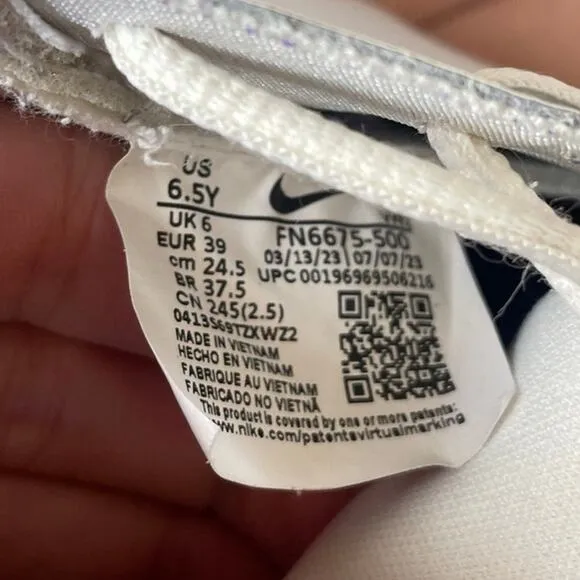 US
6.5Y
UK 6
EUR 39
cm 24.5
BR 37.5
CN 245(2.5)
VN1
FN6675-500
03/13/23 | 07/07/23
UPC 00196969506216
MADE IN VIETNAM
HECHO EN VIETNAM
FABRIQUE AU VIETNAM
FABRICADO NO VIETNÃ
This product is covered by one or more patents:
www.nike.com/patentsvirtualmarking